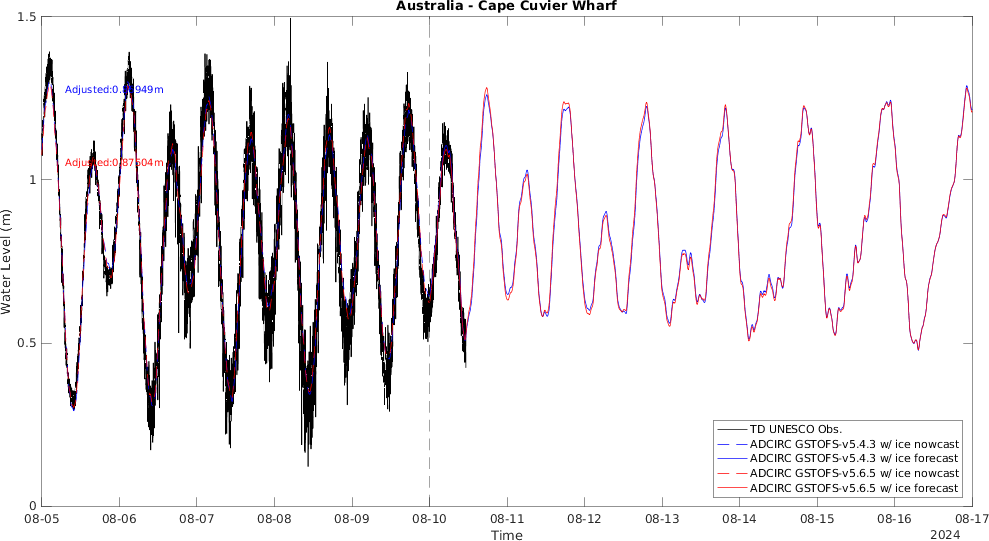 Australia - Cape Cuvier Wharf
1.5
1
0.5
0
Water Level (m)
08-05 08-06 08-07 08-08 08-09 08-10 08-11 08-12 08-13 08-14 08-15 08-16 08-17
Time
2024
TD UNESCO Obs.
ADCIRC GSTOFS-v5.4.3 w/ ice nowcast
ADCIRC GSTOFS-v5.4.3 w/ ice forecast
ADCIRC GSTOFS-v5.6.5 w/ ice nowcast
ADCIRC GSTOFS-v5.6.5 w/ ice forecast